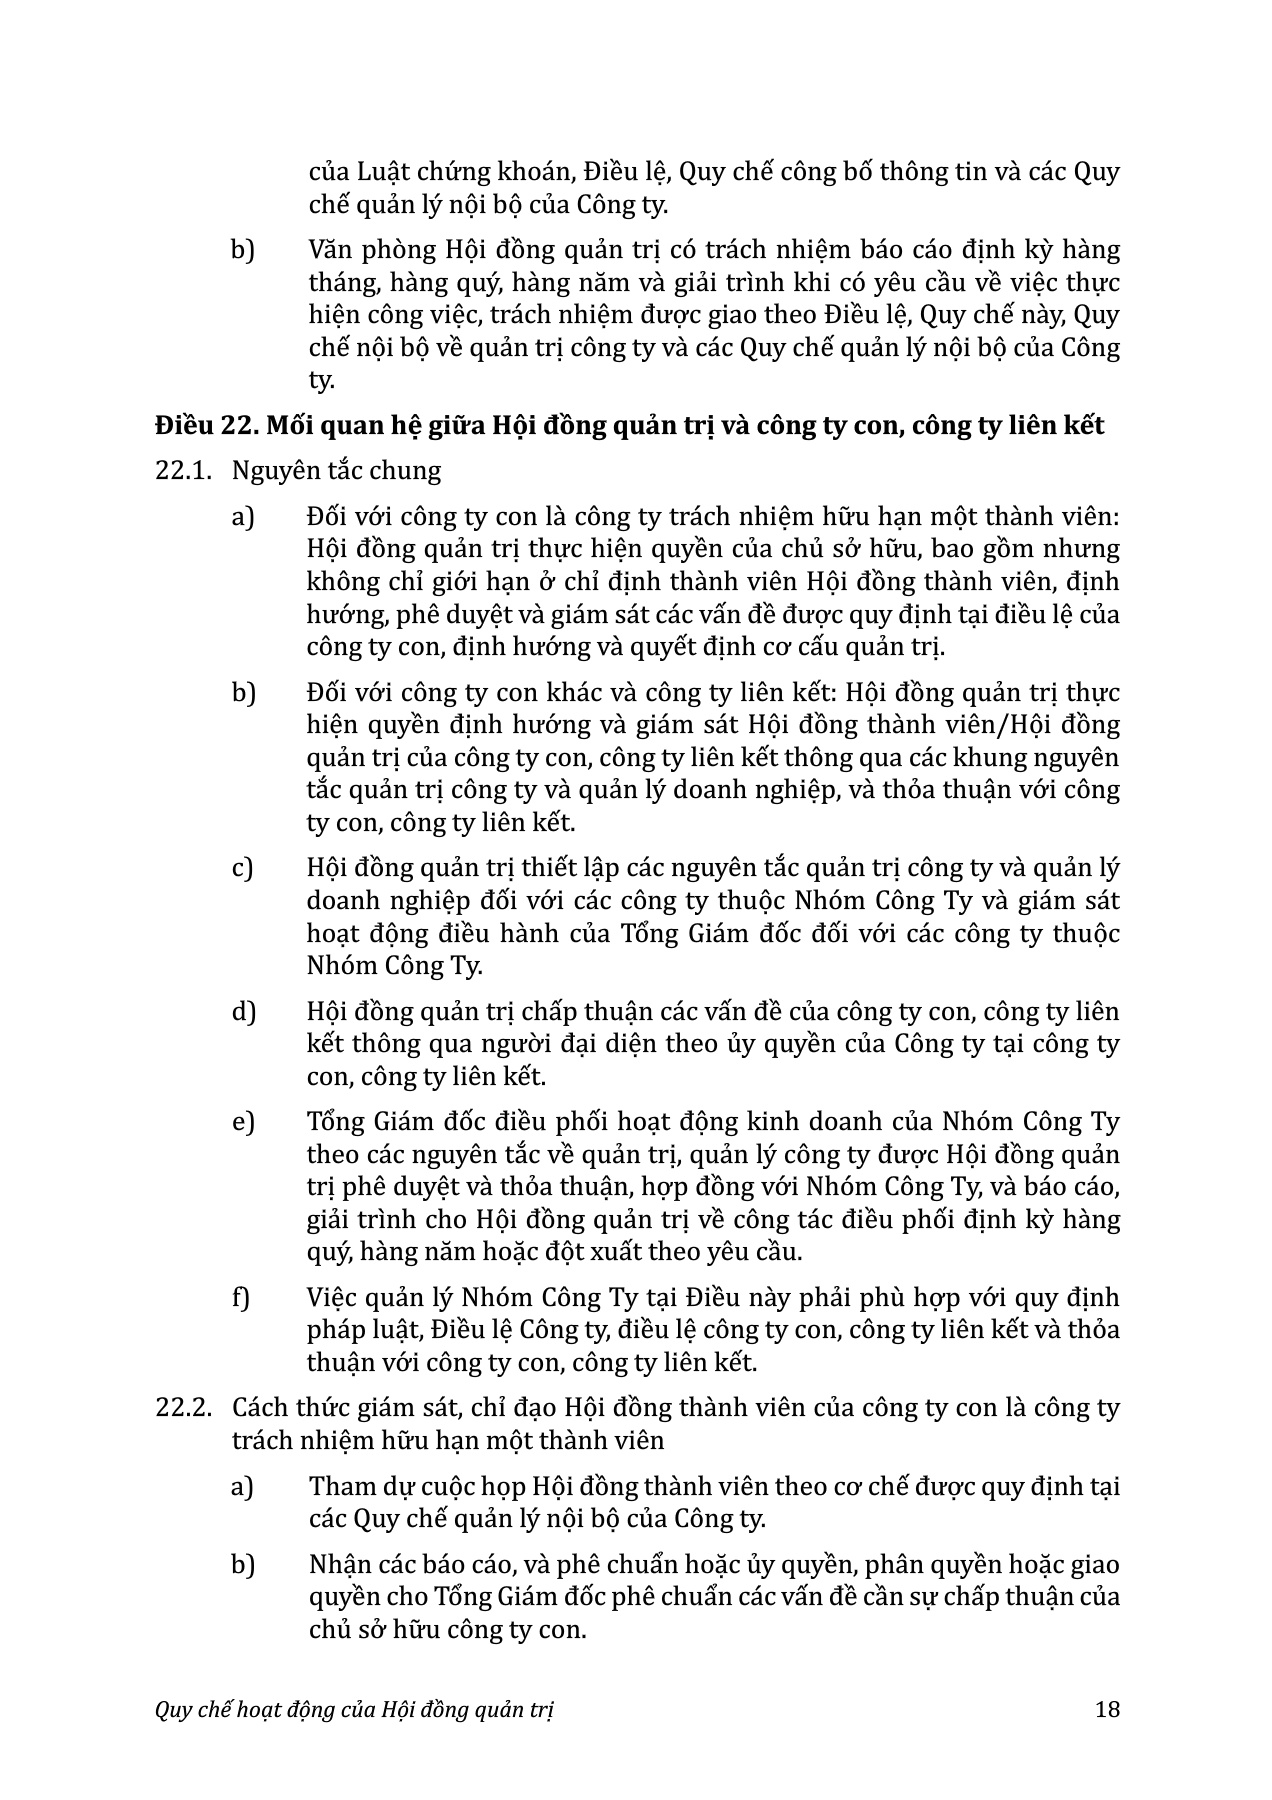 của Luật chứng khoán, Điều lệ, Quy chế công bố thông tin và các Quy
chế quản lý nội bộ của Công ty.
b) Văn phòng Hội đồng quản trị có trách nhiệm báo cáo định kỳ hàng
tháng, hàng quý, hàng năm và giải trình khi có yêu cầu về việc thực
hiện công việc, trách nhiệm được giao theo Điều lệ, Quy chế này, Quy
chế nội bộ về quản trị công ty và các Quy chế quản lý nội bộ của Công
ty.
Điều 22. Mối quan hệ giữa Hội đồng quản trị và công ty con, công ty liên kết
22.1. Nguyên tắc chung
a) Đối với công ty con là công ty trách nhiệm hữu hạn một thành viên:
Hội đồng quản trị thực hiện quyền của chủ sở hữu, bao gồm nhưng
không chỉ giới hạn ở chỉ định thành viên Hội đồng thành viên, định
hướng, phê duyệt và giám sát các vấn đề được quy định tại điều lệ của
công ty con, định hướng và quyết định cơ cấu quản trị.
b) Đối với công ty con khác và công ty liên kết: Hội đồng quản trị thực
hiện quyền định hướng và giám sát Hội đồng thành viên/Hội đồng
quản trị của công ty con, công ty liên kết thông qua các khung nguyên
tắc quản trị công ty và quản lý doanh nghiệp, và thỏa thuận với công
ty con, công ty liên kết.
c) Hội đồng quản trị thiết lập các nguyên tắc quản trị công ty và quản lý
doanh nghiệp đối với các công ty thuộc Nhóm Công Ty và giám sát
hoạt động điều hành của Tổng Giám đốc đối với các công ty thuộc
Nhóm Công Ty.
d) Hội đồng quản trị chấp thuận các vấn đề của công ty con, công ty liên
kết thông qua người đại diện theo ủy quyền của Công ty tại công ty
con, công ty liên kết.
e) Tổng Giám đốc điều phối hoạt động kinh doanh của Nhóm Công Ty
theo các nguyên tắc về quản trị, quản lý công ty được Hội đồng quản
trị phê duyệt và thỏa thuận, hợp đồng với Nhóm Công Ty, và báo cáo,
giải trình cho Hội đồng quản trị về công tác điều phối định kỳ hàng
quý, hàng năm hoặc đột xuất theo yêu cầu.
f) Việc quản lý Nhóm Công Ty tại Điều này phải phù hợp với quy định
pháp luật, Điều lệ Công ty, điều lệ công ty con, công ty liên kết và thỏa
thuận với công ty con, công ty liên kết.
22.2. Cách thức giám sát, chỉ đạo Hội đồng thành viên của công ty con là công ty
trách nhiệm hữu hạn một thành viên
a) Tham dự cuộc họp Hội đồng thành viên theo cơ chế được quy định tại
các Quy chế quản lý nội bộ của Công ty.
b) Nhận các báo cáo, và phê chuẩn hoặc ủy quyền, phân quyền hoặc giao
quyền cho Tổng Giám đốc phê chuẩn các vấn đề cần sự chấp thuận của
chủ sở hữu công ty con.
Quy chế hoạt động của Hội đồng quản trị 18